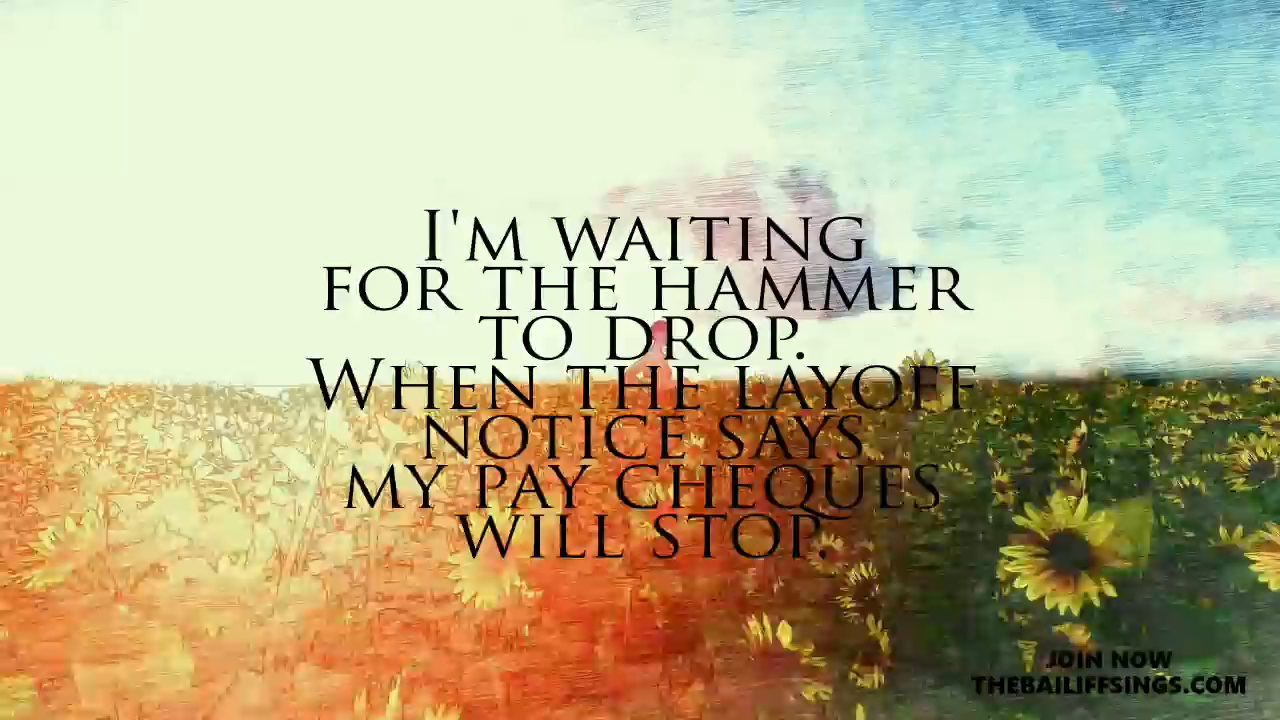 I'M WAITING
FOR THE HAMMER
TO DROP.
WHEN THE LAYOFF
NOTICE SAYS
MY PAY CHEQUES
WILL STOP.
JOIN NOW
THEBAILIFFSINGS.COM